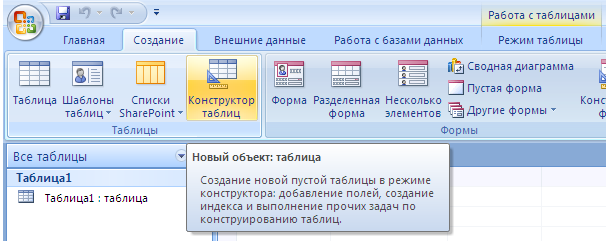 Работа с таблицами
Главная Создание Внешние данные Работа с базами данных Режим таблицы
Таблица Шаблоны таблиц Списки SharePoint Конструктор таблиц
Таблицы
Форма Разделенная форма Несколько элементов
Сводная диаграмма
Пустая форма
Другие формы
Формы
Все таблицы
Таблица1
Таблица1 : таблица
Новый объект: таблица
Создание новой пустой таблицы в режиме
конструктора: добавление полей, создание
индекса и выполнение прочих задач по
конструированию таблиц.